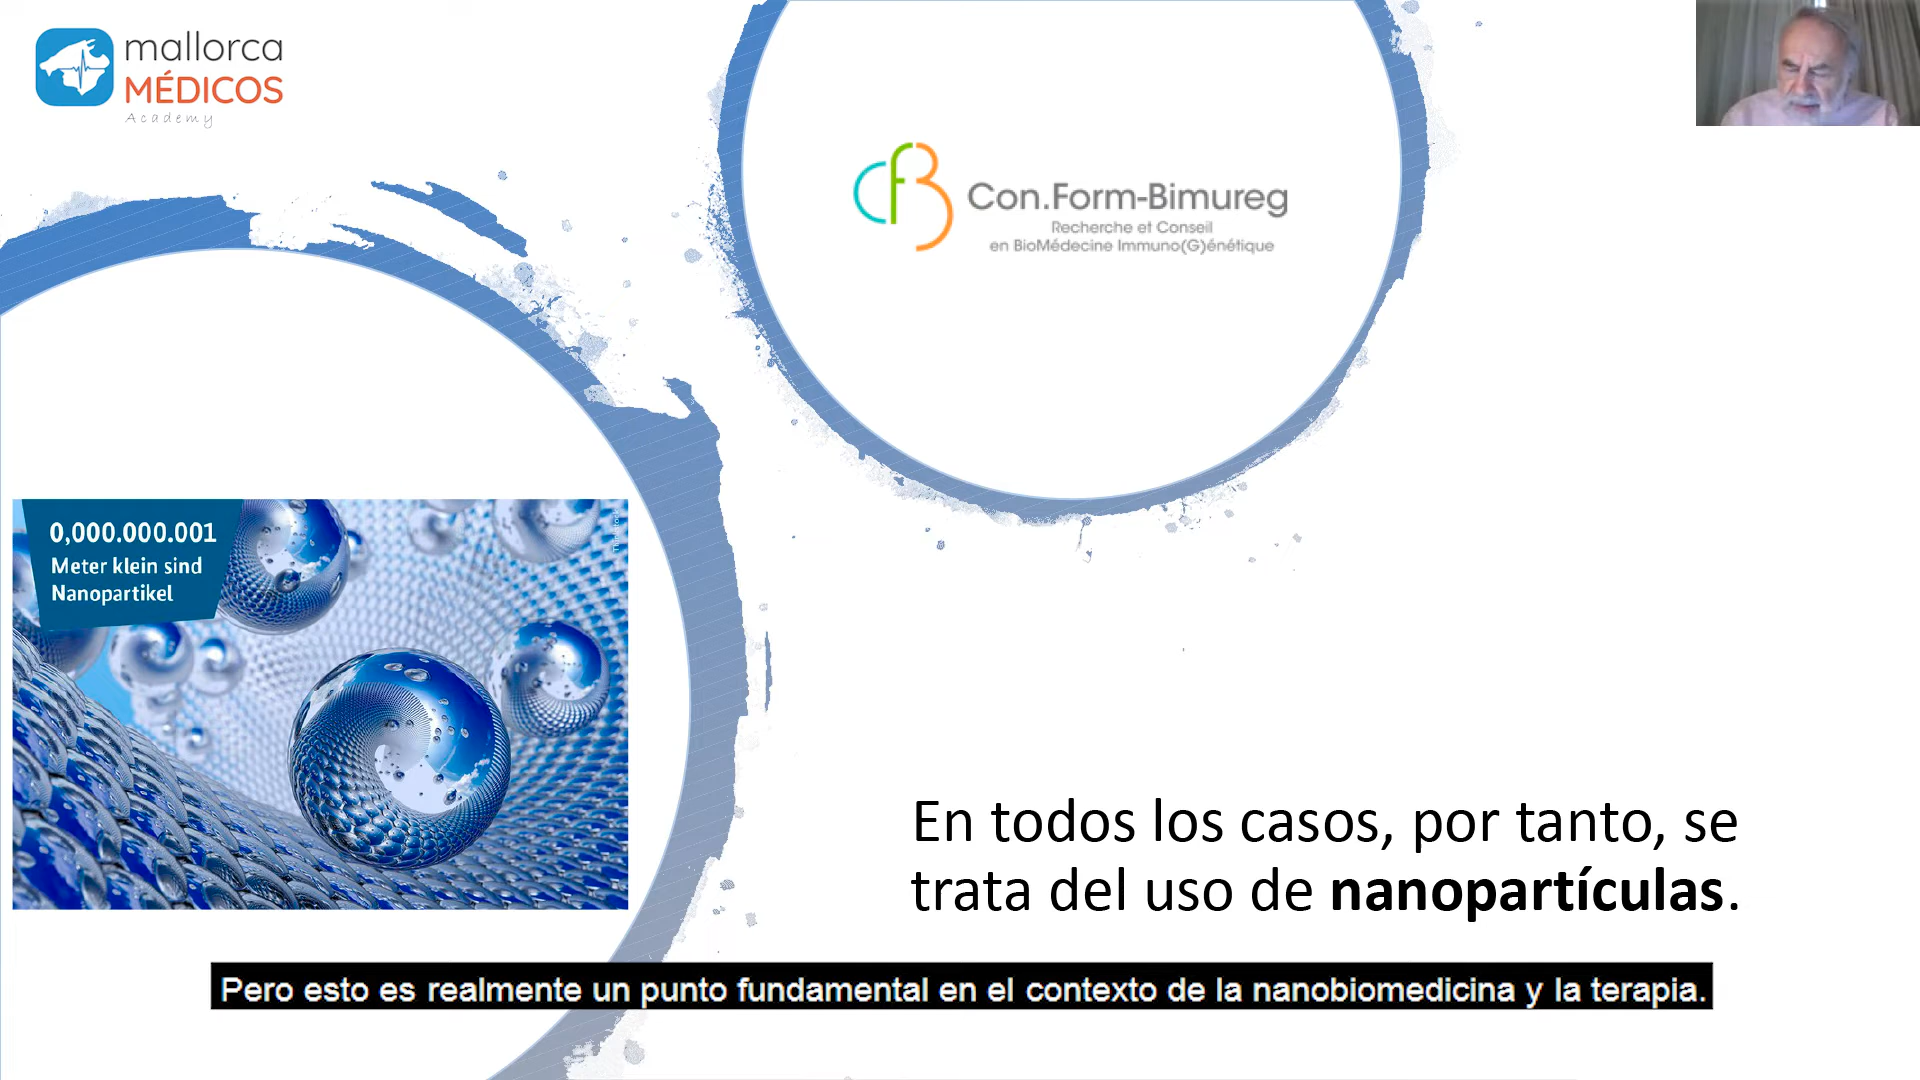 mallorca
MÉDICOS
Academy
Con.Form-Bimureg
Recherche et Conseil
en BioMédecine Immuno(G)énétique
0,000.000.001
Meter klein sind
Nanopartikel
En todos los casos, por tanto, se
trata del uso de nanopartículas.
Pero esto es realmente un punto fundamental en el contexto de la nanobiomedicina y la terapia.